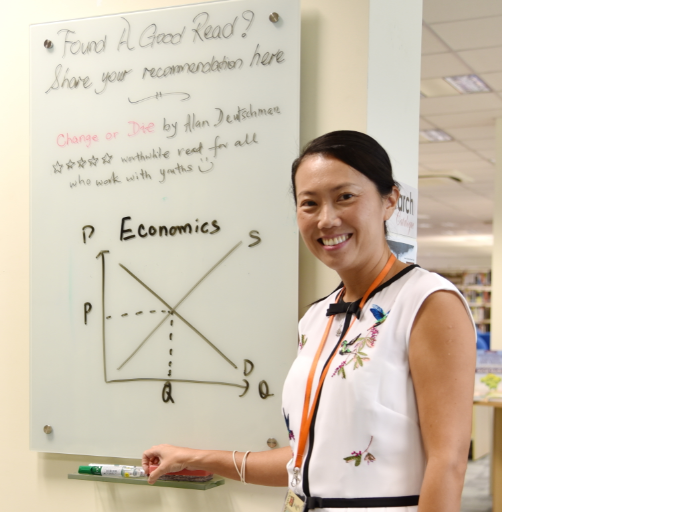 Found A Good Read?
Share your recommendation here
Change or Die by Alan Deutschman
☆☆☆☆☆ worthwhile read for all
who work with youths
P Economics S
P
D
Q Q
arch